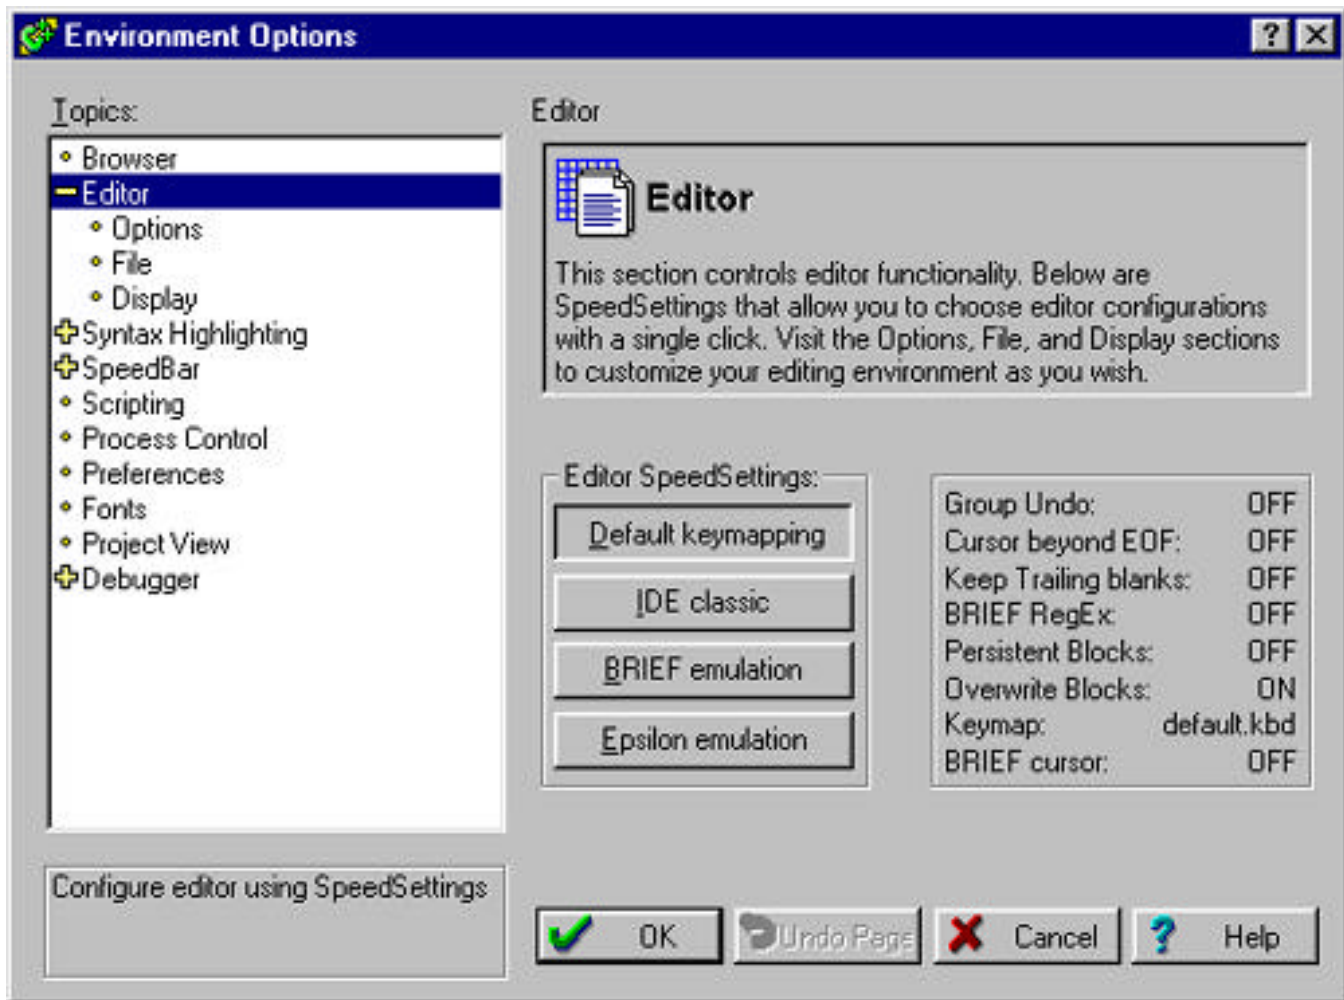 Environment Options
Topics:
Browser
Editor
Options
File
Display
Syntax Highlighting
SpeedBar
Scripting
Process Control
Preferences
Fonts
Project View
Debugger
Configure editor using SpeedSettings
Editor
Editor
This section controls editor functionality. Below are
SpeedSettings that allow you to choose editor configurations
with a single click. Visit the Options, File, and Display sections
to customize your editing environment as you wish.
Editor SpeedSettings:
Default keymapping
IDE classic
BRIEF emulation
Epsilon emulation
Group Undo: OFF
Cursor beyond EOF: OFF
Keep Trailing blanks: OFF
BRIEF RegEx: OFF
Persistent Blocks: OFF
Overwrite Blocks: ON
Keymap: default.kbd
BRIEF cursor: OFF
OK
Undo Page
Cancel
Help